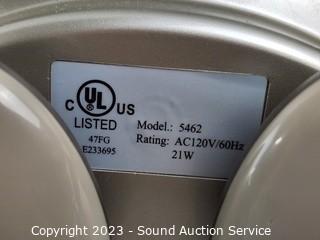 C UL US
LISTED
47FG
E233695
Model.: 5462
Rating: AC120V/60Hz
21W
Copyright 2023 - Sound Auction Service